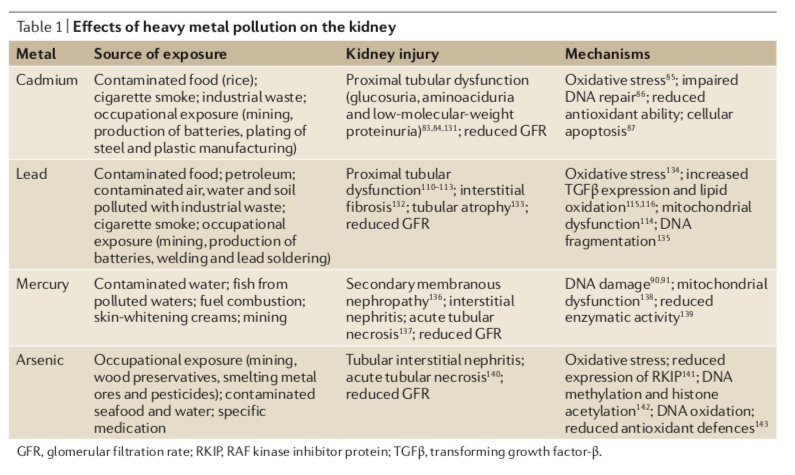 Table 1 | Effects of heavy metal pollution on the kidney
Metal Source of exposure Kidney injury Mechanisms
Cadmium Contaminated food (rice); cigarette smoke; industrial waste; occupational exposure (mining, production of batteries, plating of steel and plastic manufacturing) Proximal tubular dysfunction (glucosuria, aminoaciduria and low-molecular-weight proteinuria)83,84,131; reduced GFR Oxidative stress85; impaired DNA repair86; reduced antioxidant ability; cellular apoptosis87
Lead Contaminated food; petroleum; contaminated air, water and soil polluted with industrial waste; cigarette smoke; occupational exposure (mining, production of batteries, welding and lead soldering) Proximal tubular dysfunction110–113; interstitial fibrosis132; tubular atrophy133; reduced GFR Oxidative stress134; increased TGFβ expression and lipid oxidation115,116; mitochondrial dysfunction114; DNA fragmentation135
Mercury Contaminated water; fish from polluted waters; fuel combustion; skin-whitening creams; mining Secondary membranous nephropathy136; interstitial nephritis; acute tubular necrosis137; reduced GFR DNA damage90,91; mitochondrial dysfunction138; reduced enzymatic activity139
Arsenic Occupational exposure (mining, wood preservatives, smelting metal ores and pesticides); contaminated seafood and water; specific medication Tubular interstitial nephritis; acute tubular necrosis140; reduced GFR Oxidative stress; reduced expression of RKIP141; DNA methylation and histone acetylation142; DNA oxidation; reduced antioxidant defences143
GFR, glomerular filtration rate; RKIP, RAF kinase inhibitor protein; TGFβ, transforming growth factor-β.